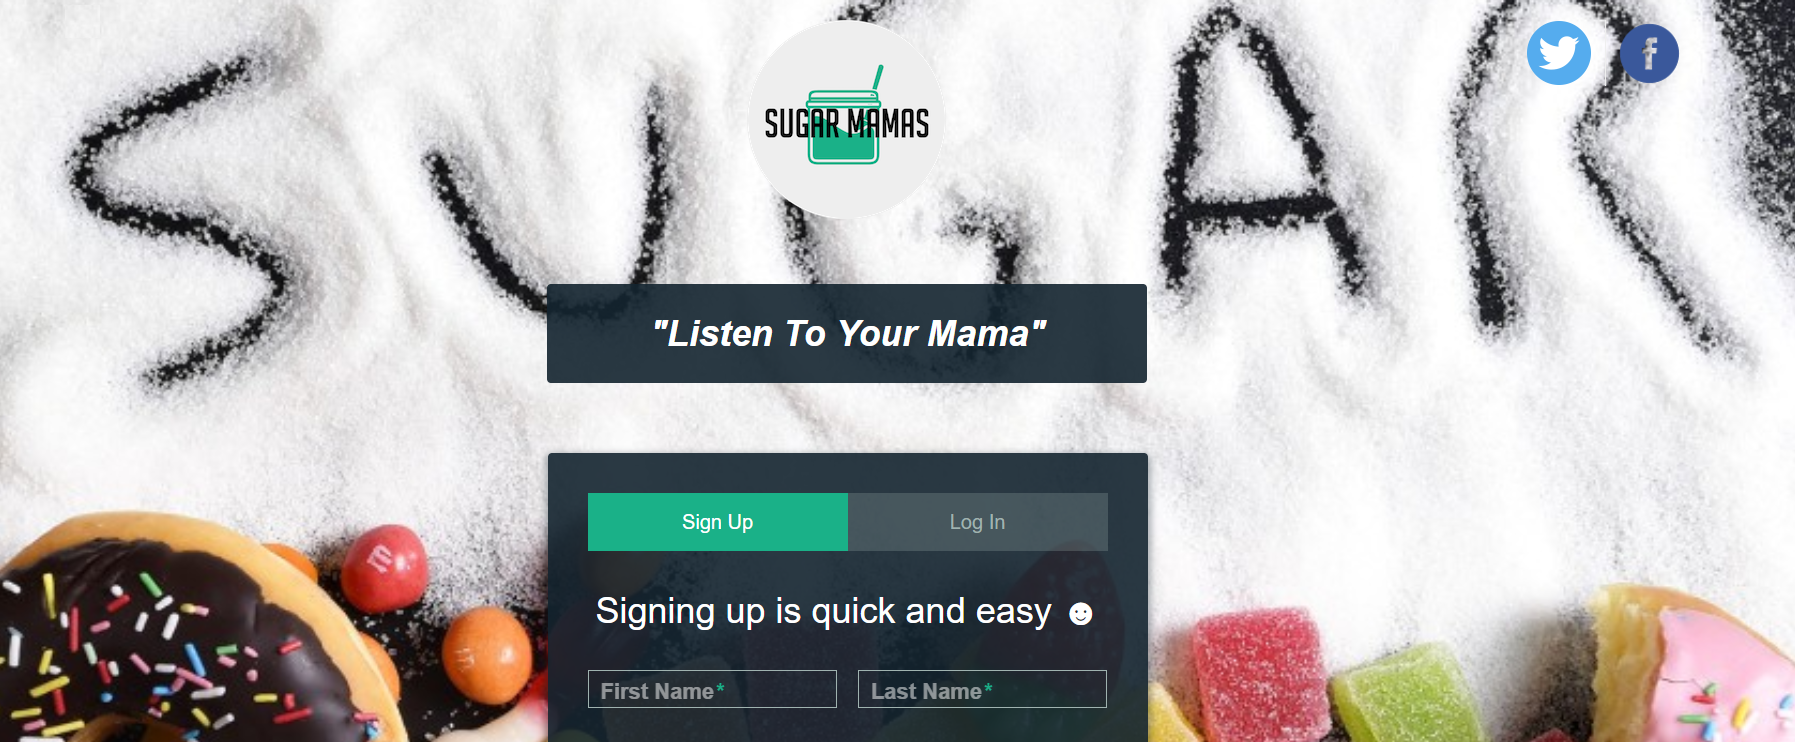 SUGAR
SUGAR MAMAS
"Listen To Your Mama"
Sign Up
Log In
Signing up is quick and easy ☻
First Name*
Last Name*
m
m